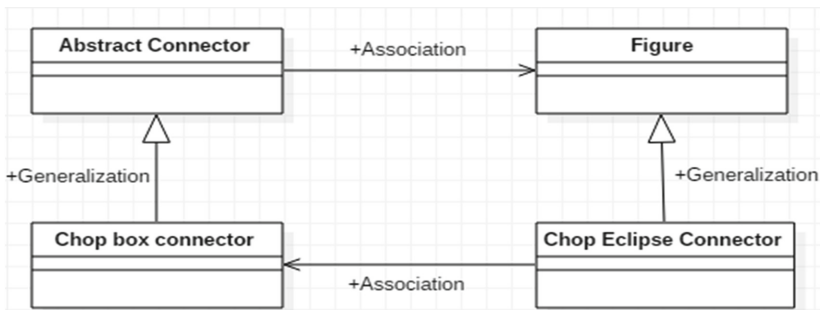 Abstract Connector
+Association
Figure
+Generalization
+Generalization
Chop box connector
Chop Eclipse Connector
+Association